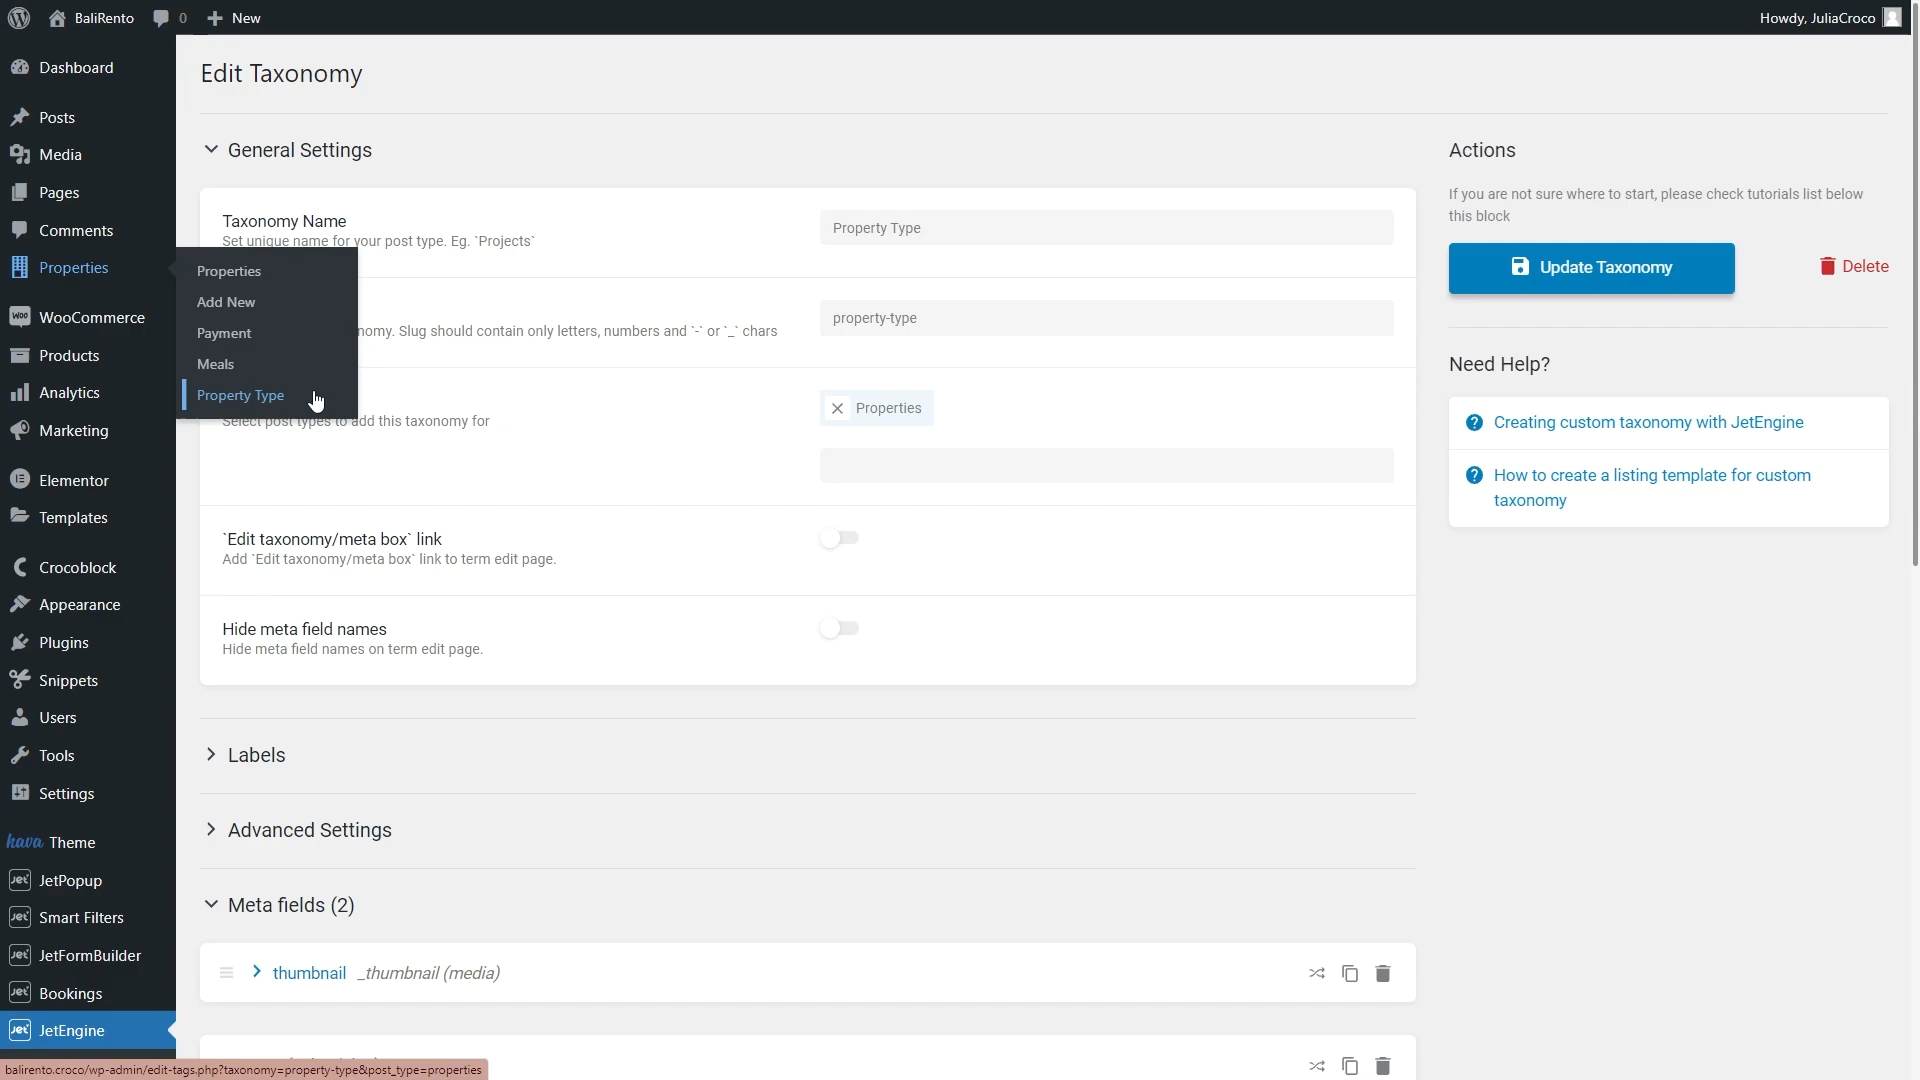 BaliRento
0
New
Howdy, JuliaCroco
Dashboard
Posts
Media
Pages
Comments
Properties
WooCommerce
Products
Analytics
Marketing
Elementor
Templates
Crocoblock
Appearance
Plugins
Snippets
Users
Tools
Settings
kava Theme
JetPopup
Smart Filters
JetFormBuilder
Bookings
JetEngine
Properties
Add New
Payment
Meals
Property Type
Edit Taxonomy
General Settings
Taxonomy Name
Set unique name for your post type. Eg. `Projects`
Property Type
Slug should contain only letters, numbers and `-` or `_` chars
property-type
Select post types to add this taxonomy for
Properties
`Edit taxonomy/meta box` link
Add `Edit taxonomy/meta box` link to term edit page.
Hide meta field names
Hide meta field names on term edit page.
Labels
Advanced Settings
Meta fields (2)
thumbnail _thumbnail (media)
Actions
If you are not sure where to start, please check tutorials list below
this block
Update Taxonomy
Delete
Need Help?
Creating custom taxonomy with JetEngine
How to create a listing template for custom
taxonomy
balirento.croco/wp-admin/edit-tags.php?taxonomy=property-type&post_type=properties